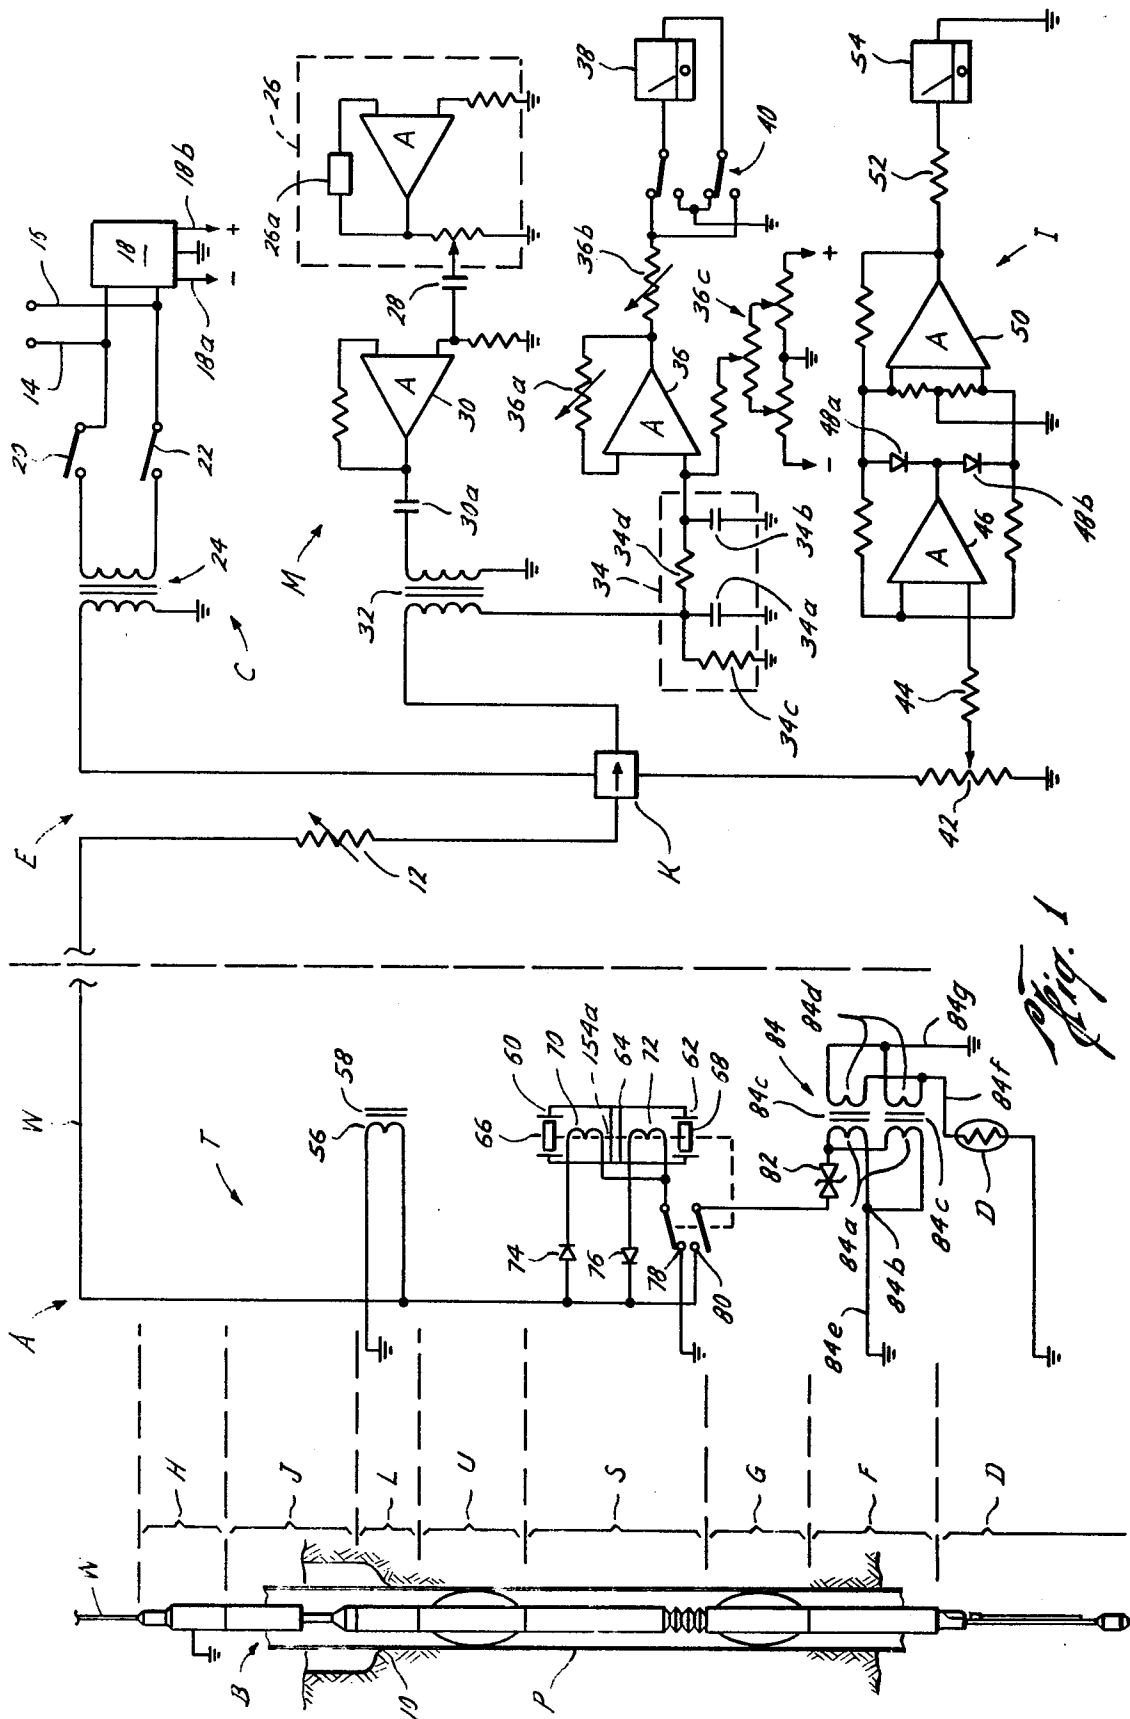 15
14
18
18a
18b
+
-
20
22
24
C
26
26a
A
28
A
30
30a
M
32
38
40
36b
36a
36
A
36c
+
-
34
34d
34b
34a
34c
54
52
I
A
50
48a
48b
A
46
44
42
E
12
K
W
T
A
58
56
60
70
154a
64
72
62
68
66
74
76
78
80
82
84
84d
84g
84c
84f
84a
84b
84c
84e
D
Fig. 1
H
J
L
U
S
G
F
D
W
B
10
P